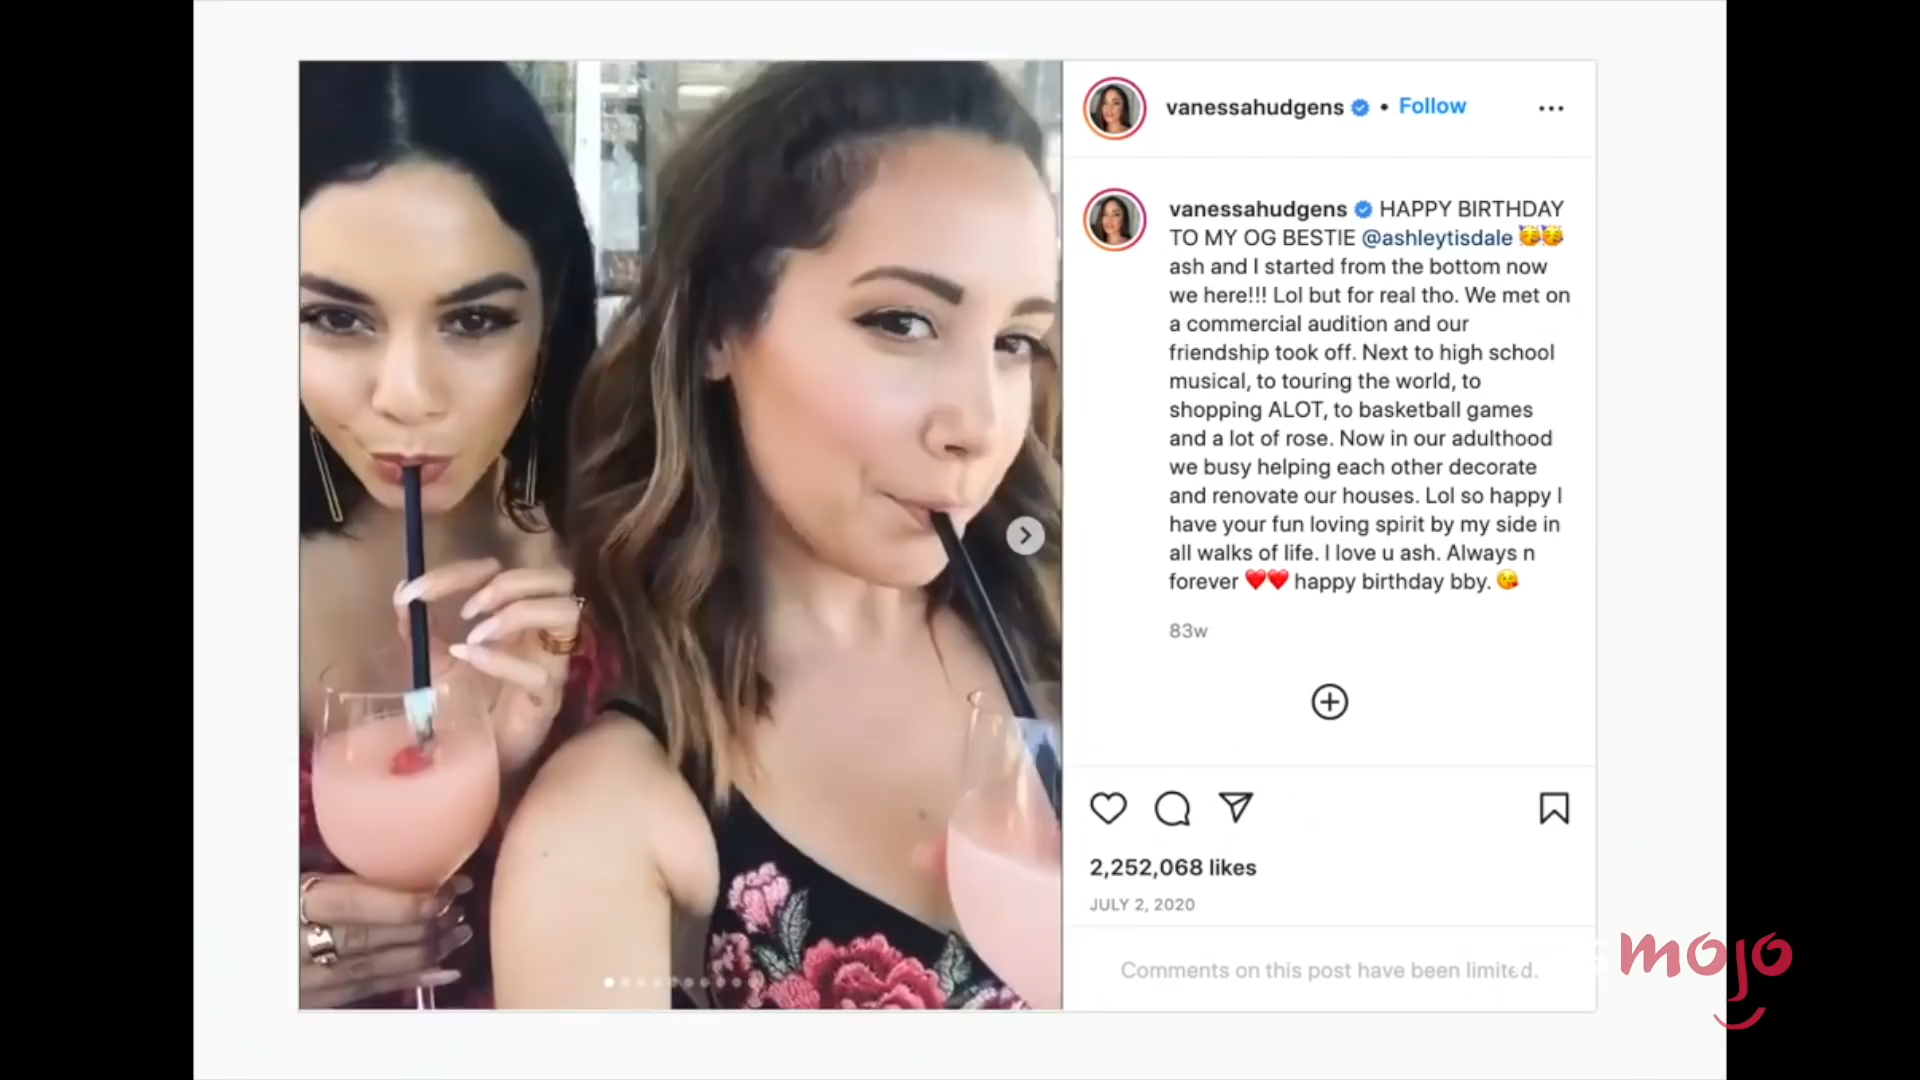 vanessahudgens • Follow
vanessahudgens HAPPY BIRTHDAY
TO MY OG BESTIE @ashleytisdale 🥳🥳
ash and I started from the bottom now
we here!!! Lol but for real tho. We met on
a commercial audition and our
friendship took off. Next to high school
musical, to touring the world, to
shopping ALOT, to basketball games
and a lot of rose. Now in our adulthood
we busy helping each other decorate
and renovate our houses. Lol so happy I
have your fun loving spirit by my side in
all walks of life. I love u ash. Always n
forever ❤️❤️ happy birthday bby. 😘
83w
2,252,068 likes
JULY 2, 2020
Comments on this post have been limited.
mojo